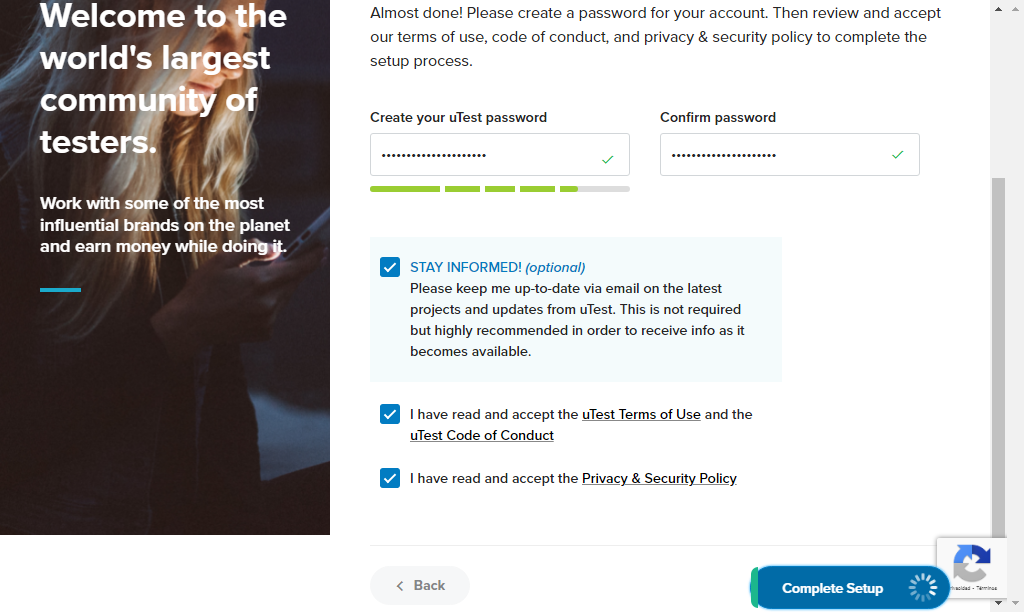 Welcome to the
world's largest
community of
testers.
Work with some of the most
influential brands on the planet
and earn money while doing it.
Almost done! Please create a password for your account. Then review and accept
our terms of use, code of conduct, and privacy & security policy to complete the
setup process.
Create your uTest password
Confirm password
STAY INFORMED! (optional)
Please keep me up-to-date via email on the latest
projects and updates from uTest. This is not required
but highly recommended in order to receive info as it
becomes available.
I have read and accept the uTest Terms of Use and the
uTest Code of Conduct
I have read and accept the Privacy & Security Policy
Back
Complete Setup
- Términos